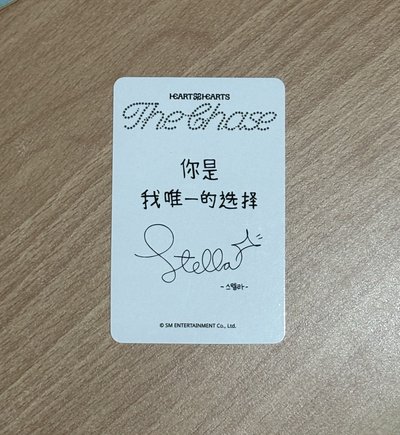 HEARTS2HEARTS
The Chase
你是
我唯一的选择
Stella
-스텔라-
© SM ENTERTAINMENT Co., Ltd.